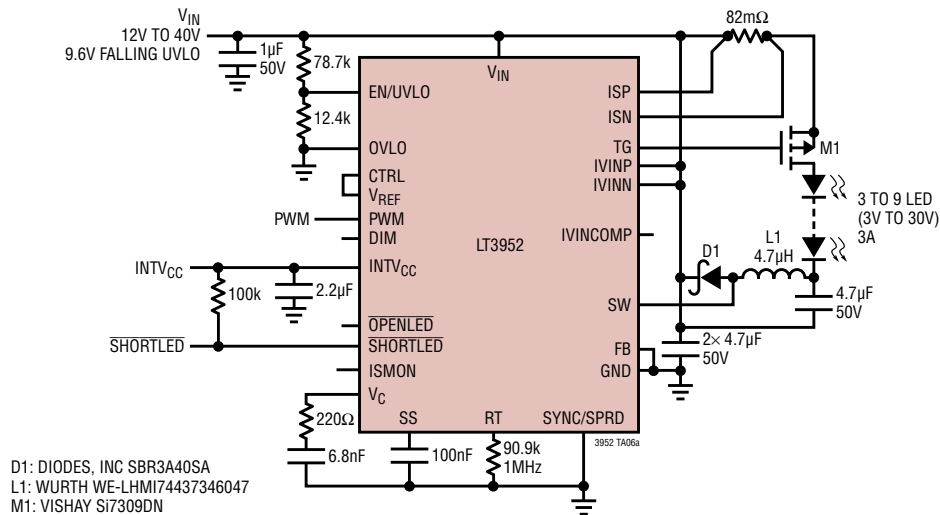 V_IN
12V TO 40V
9.6V FALLING UVLO
1µF
50V
78.7k
12.4k
82mΩ
V_IN
EN/UVLO
OVLO
CTRL
V_REF
PWM
PWM
DIM
INTV_CC
INTV_CC
100k
2.2µF
OPENLED
SHORTLED
SHORTLED
ISMON
V_C
220Ω
6.8nF
SS
100nF
RT
90.9k
1MHz
SYNC/SPRD
LT3952
ISP
ISN
TG
IVINP
IVINN
IVINCOMP
SW
FB
GND
M1
3 TO 9 LED
(3V TO 30V)
3A
D1
L1
4.7µH
4.7µF
50V
2× 4.7µF
50V
3952 TA06a
D1: DIODES, INC SBR3A40SA
L1: WURTH WE-LHMI74437346047
M1: VISHAY Si7309DN